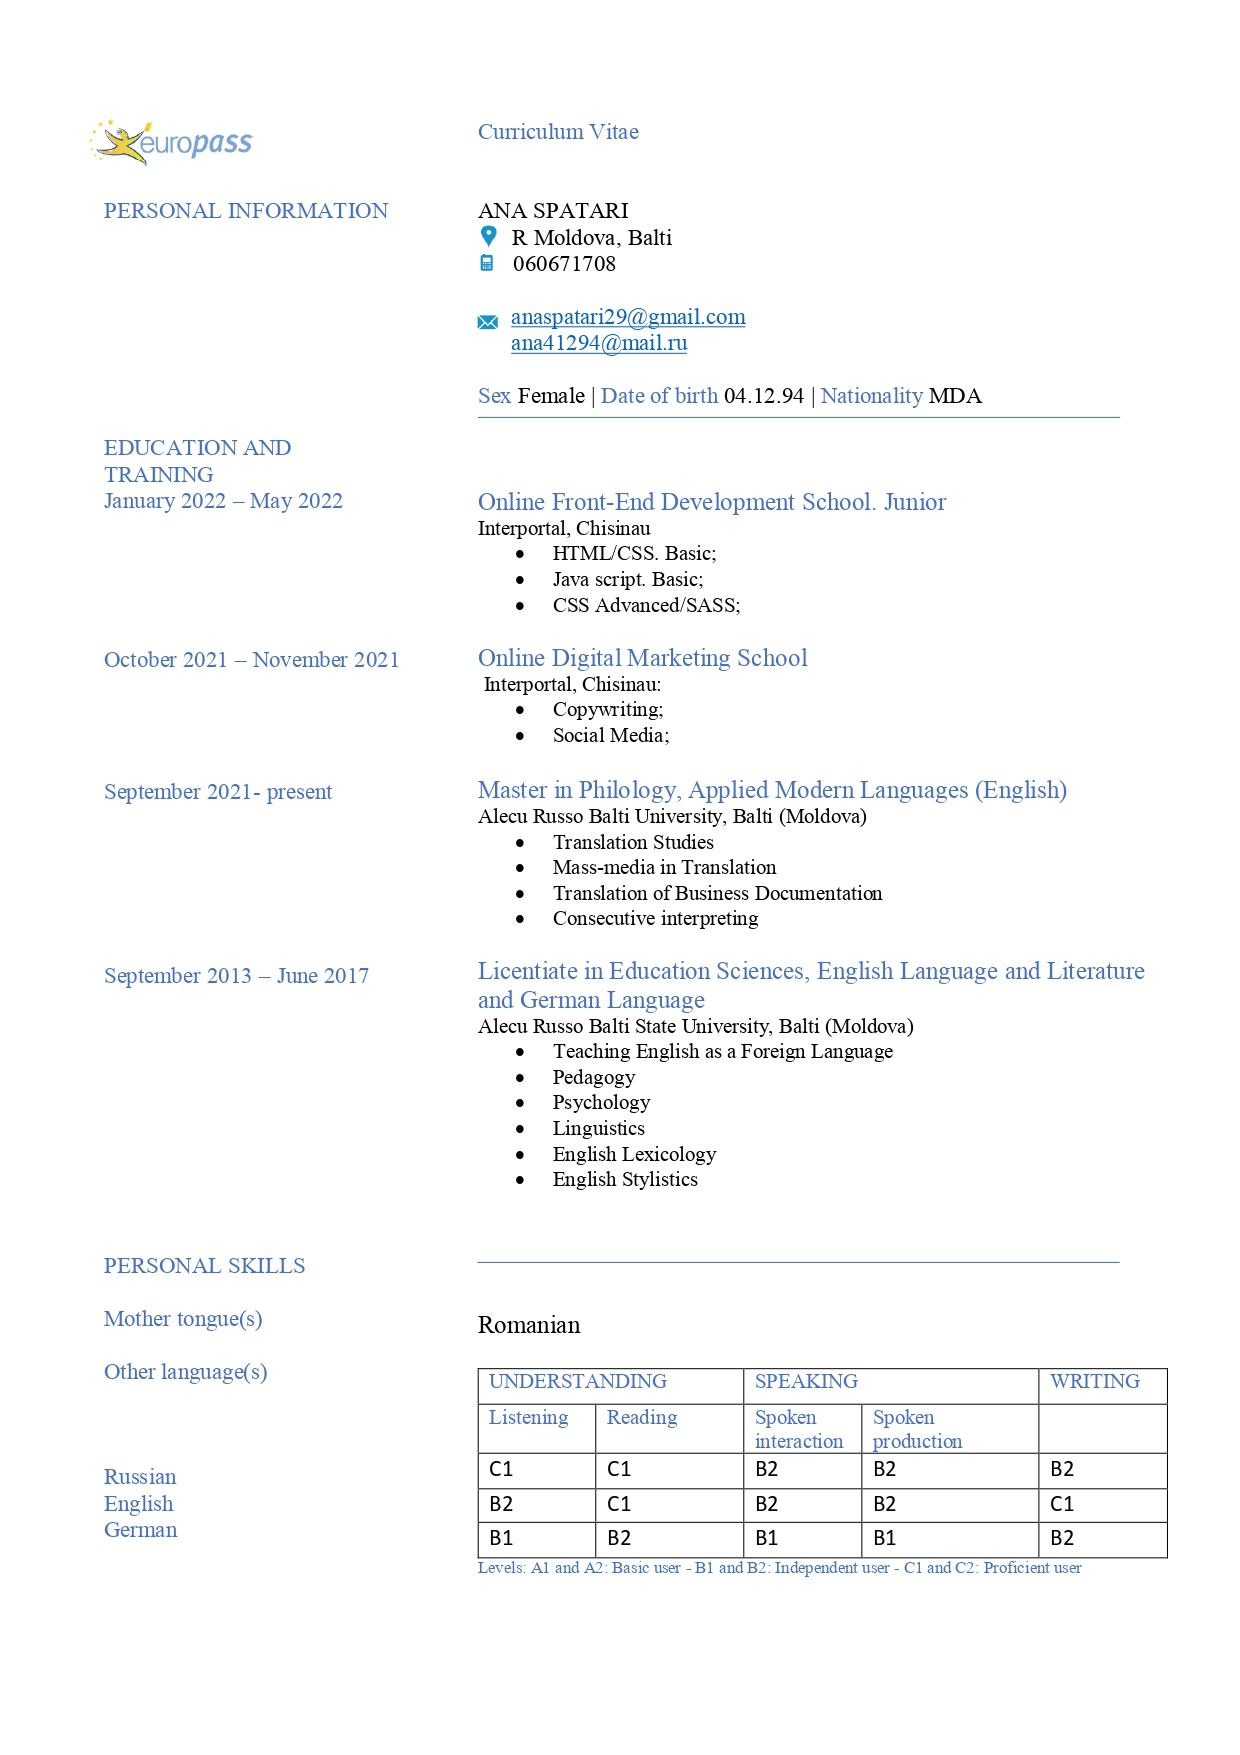 europass
Curriculum Vitae
PERSONAL INFORMATION
ANA SPATARI
R Moldova, Balti
060671708
anaspatari29@gmail.com
ana41294@mail.ru
Sex Female | Date of birth 04.12.94 | Nationality MDA
EDUCATION AND
TRAINING
January 2022 – May 2022
Online Front-End Development School. Junior
Interportal, Chisinau
• HTML/CSS. Basic;
• Java script. Basic;
• CSS Advanced/SASS;
October 2021 – November 2021
Online Digital Marketing School
Interportal, Chisinau:
• Copywriting;
• Social Media;
September 2021- present
Master in Philology, Applied Modern Languages (English)
Alecu Russo Balti University, Balti (Moldova)
• Translation Studies
• Mass-media in Translation
• Translation of Business Documentation
• Consecutive interpreting
September 2013 – June 2017
Licentiate in Education Sciences, English Language and Literature
and German Language
Alecu Russo Balti State University, Balti (Moldova)
• Teaching English as a Foreign Language
• Pedagogy
• Psychology
• Linguistics
• English Lexicology
• English Stylistics
PERSONAL SKILLS
Mother tongue(s)
Romanian
Other language(s)
UNDERSTANDING SPEAKING WRITING
Listening Reading Spoken interaction Spoken production
Russian C1 C1 B2 B2 B2
English B2 C1 B2 B2 C1
German B1 B2 B1 B1 B2
Levels: A1 and A2: Basic user - B1 and B2: Independent user - C1 and C2: Proficient user